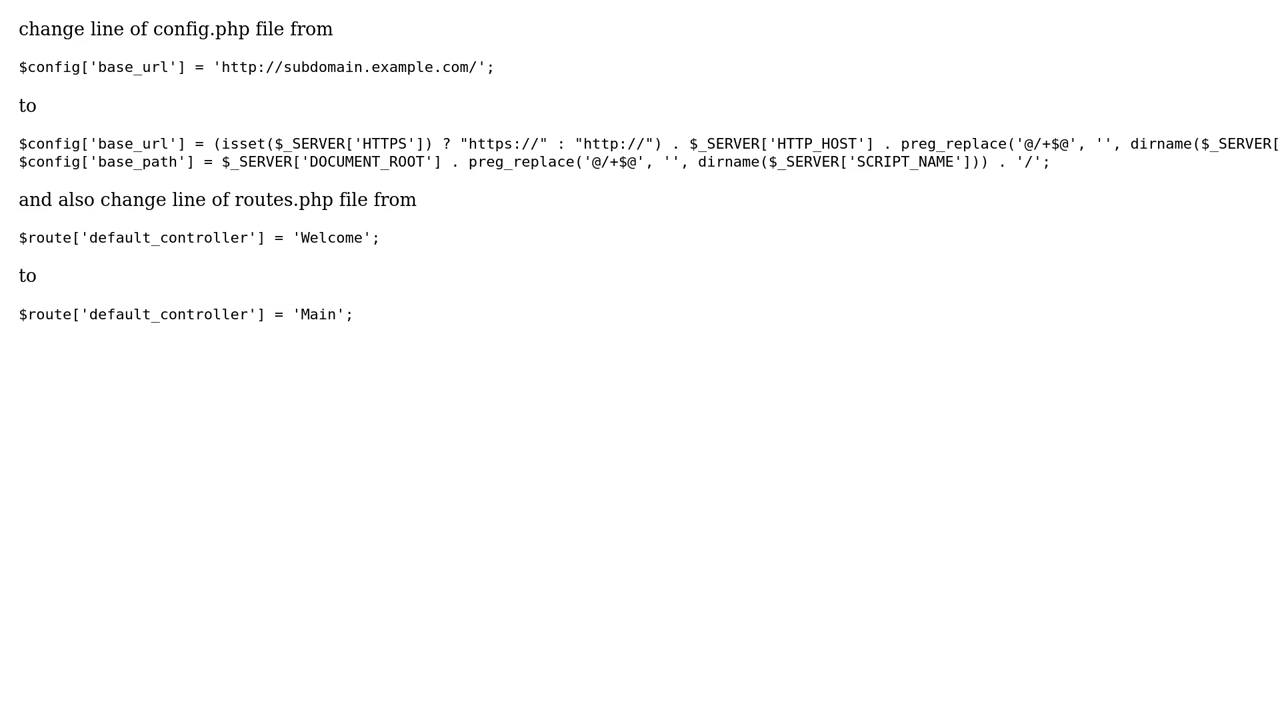 change line of config.php file from
$config['base_url'] = 'http://subdomain.example.com/';
to
$config['base_url'] = (isset($_SERVER['HTTPS']) ? "https://" : "http://") . $_SERVER['HTTP_HOST'] . preg_replace('@/+$@', '', dirname($_SERVER[
$config['base_path'] = $_SERVER['DOCUMENT_ROOT'] . preg_replace('@/+$@', '', dirname($_SERVER['SCRIPT_NAME'])) . '/';
and also change line of routes.php file from
$route['default_controller'] = 'Welcome';
to
$route['default_controller'] = 'Main';